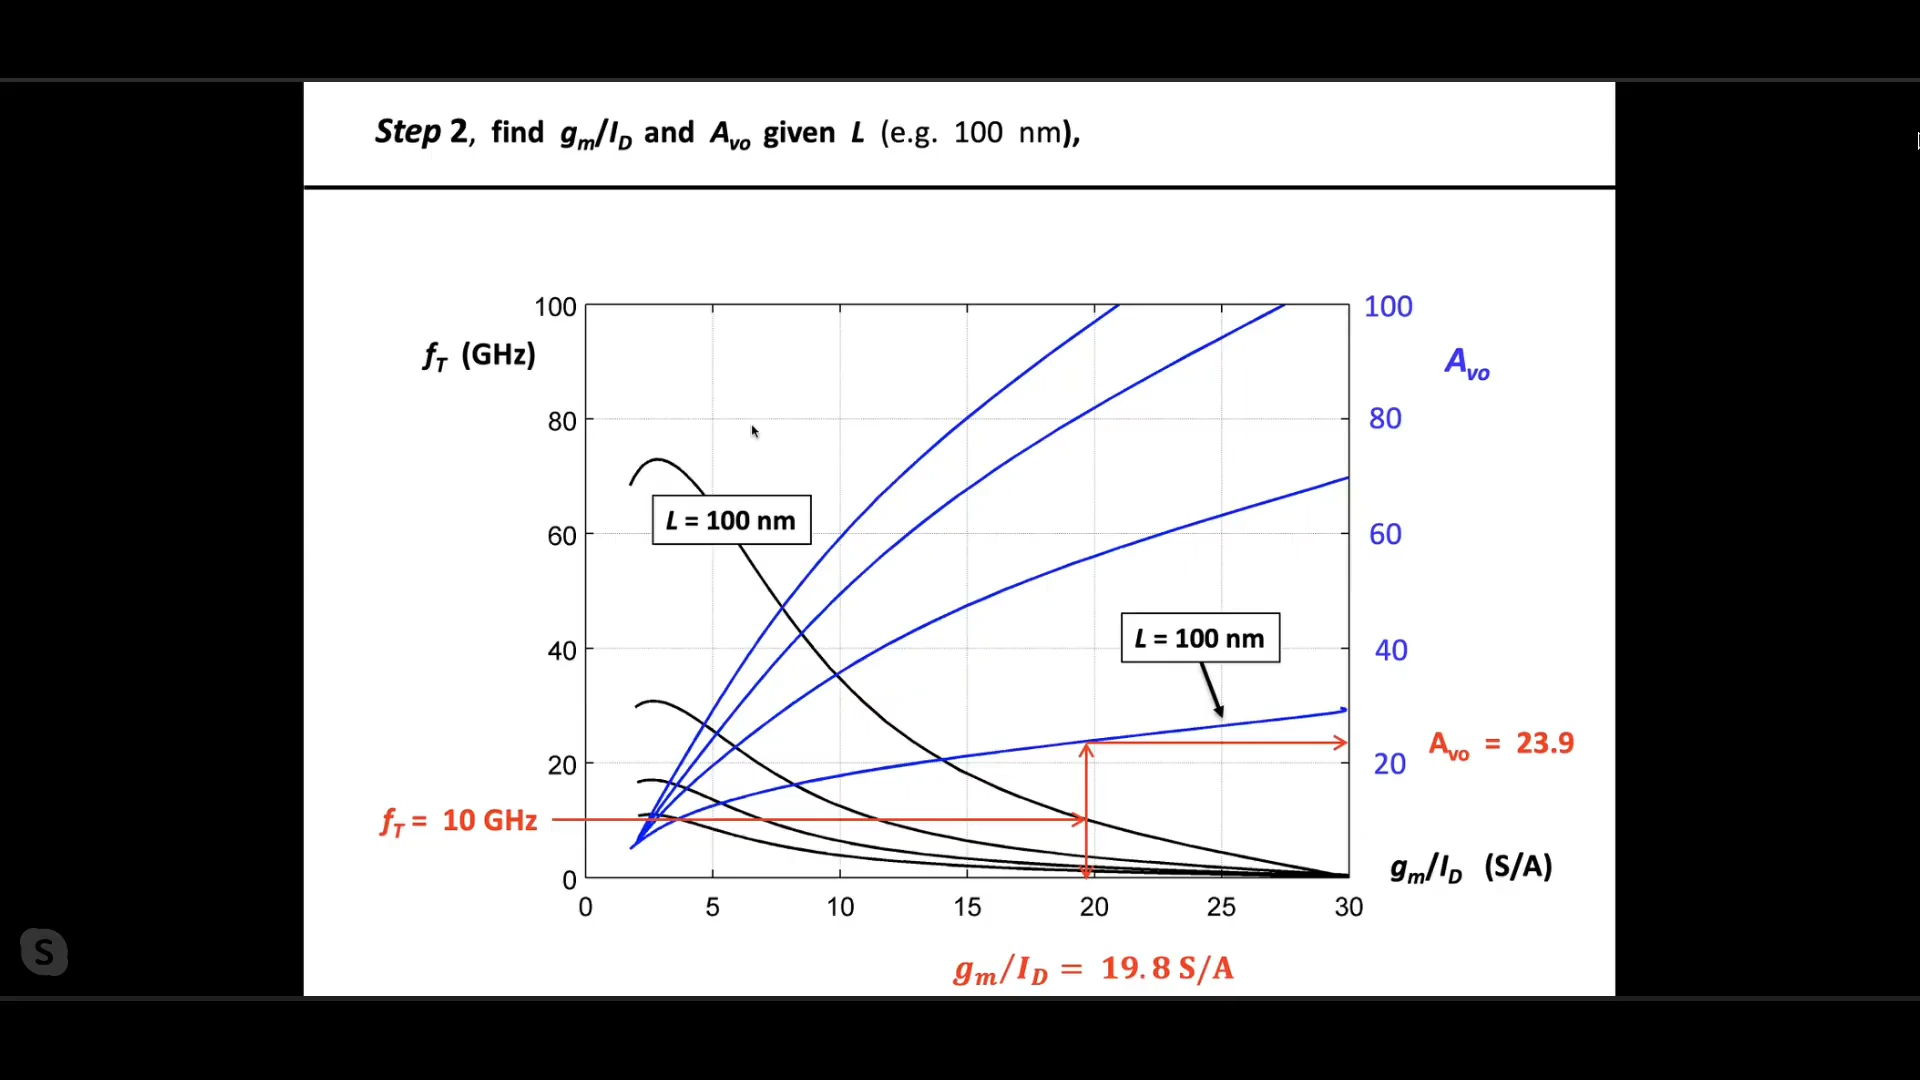 Step 2, find gm/ID and Avo given L (e.g. 100 nm),
100
100
fT (GHz)
Avo
80
80
L = 100 nm
60
60
L = 100 nm
40
40
Avo = 23.9
20
20
fT = 10 GHz
gm/ID (S/A)
0
0 5 10 15 20 25 30
gm/ID = 19.8 S/A
S